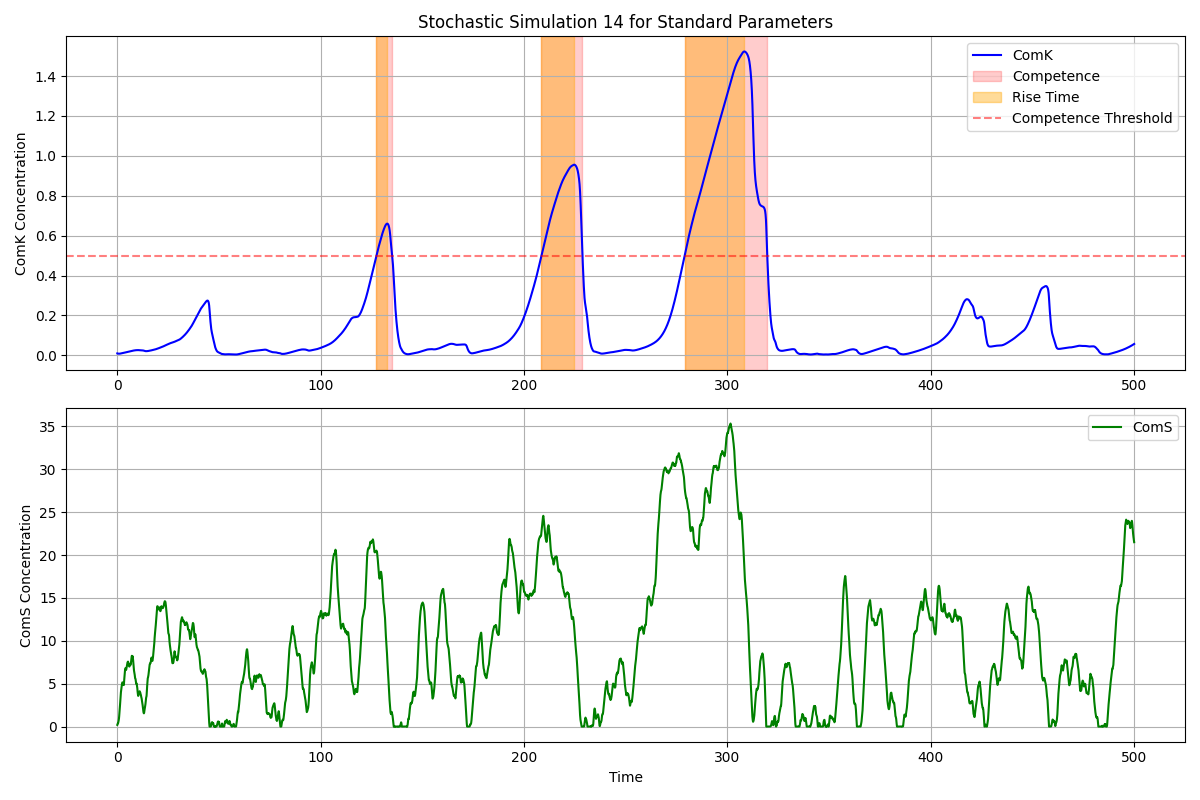 Stochastic Simulation 14 for Standard Parameters
ComK Concentration
1.4
1.2
1.0
0.8
0.6
0.4
0.2
0.0
ComK
Competence
Rise Time
Competence Threshold
0 100 200 300 400 500
ComS Concentration
35
30
25
20
15
10
5
0
ComS
0 100 200 300 400 500
Time